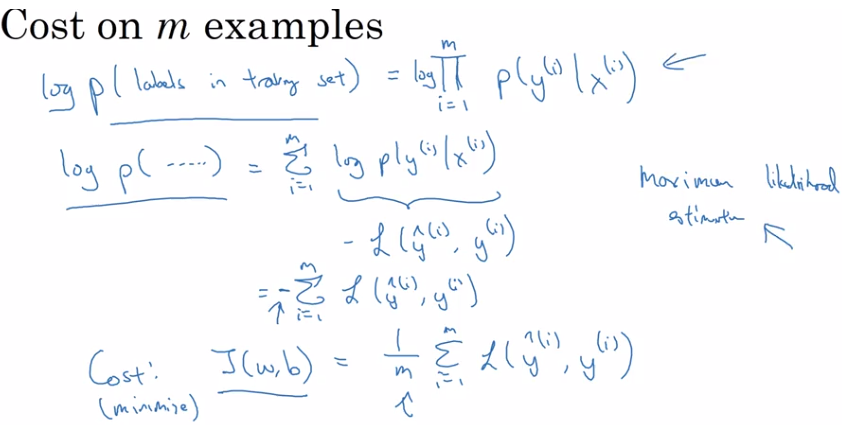 Cost on m examples
log p(labels in training set) = log ∏_{i=1}^{m} p(y^{(i)} | x^{(i)}) ←
log p(.....) = Σ_{i=1}^{m} log p(y^{(i)} | x^{(i)})
Maximum likelihood
estimation ↖
- ℒ(ŷ^{(i)}, y^{(i)})
= - Σ_{i=1}^{m} ℒ(ŷ^{(i)}, y^{(i)})
↑
Cost: J(w,b) = 1/m Σ_{i=1}^{m} ℒ(ŷ^{(i)}, y^{(i)})
(minimize) ↑